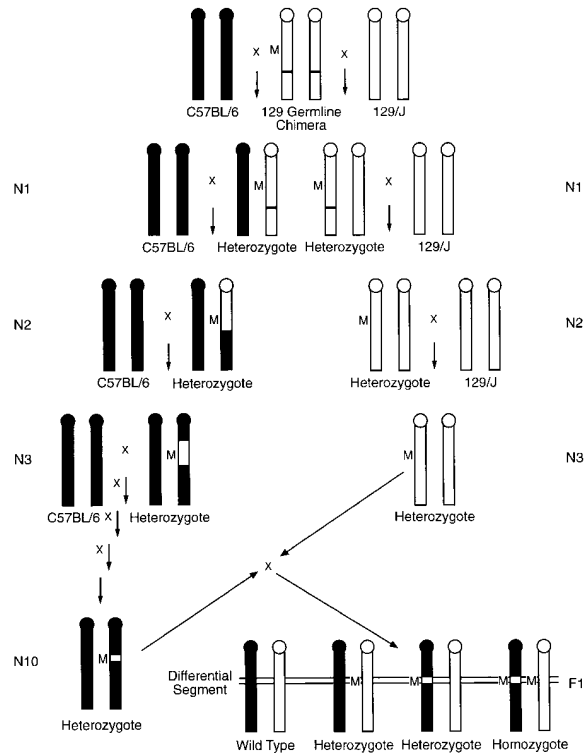 M
X
X
C57BL/6
129 Germline
Chimera
129/J
N1
X
M
M
X
N1
C57BL/6
Heterozygote
Heterozygote
129/J
N2
X
M
M
X
N2
C57BL/6
Heterozygote
Heterozygote
129/J
N3
X
M
M
N3
X
C57BL/6
X
Heterozygote
Heterozygote
X
X
N10
M
Heterozygote
Differential
Segment
M
M
M
M
F1
Wild Type
Heterozygote
Heterozygote
Homozygote